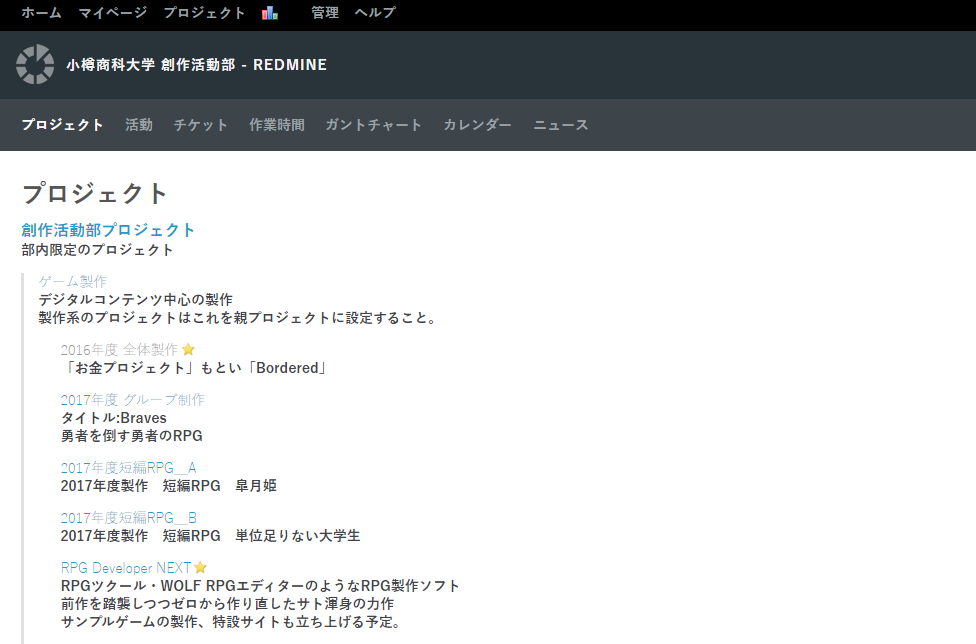 ホーム マイページ プロジェクト 管理 ヘルプ
小樽商科大学 創作活動部 - REDMINE
プロジェクト 活動 チケット 作業時間 ガントチャート カレンダー ニュース
プロジェクト
創作活動部プロジェクト
部内限定のプロジェクト
ゲーム製作
デジタルコンテンツ中心の製作
製作系のプロジェクトはこれを親プロジェクトに設定すること。
2016年度 全体製作
「お金プロジェクト」もとい「Bordered」
2017年度 グループ制作
タイトル:Braves
勇者を倒す勇者のRPG
2017年度短編RPG__A
2017年度製作　短編RPG　皐月姫
2017年度短編RPG__B
2017年度製作　短編RPG　単位足りない大学生
RPG Developer NEXT
RPGツクール・WOLF RPGエディターのようなRPG製作ソフト
前作を踏襲しつつゼロから作り直したサト渾身の力作
サンプルゲームの製作、特設サイトも立ち上げる予定。